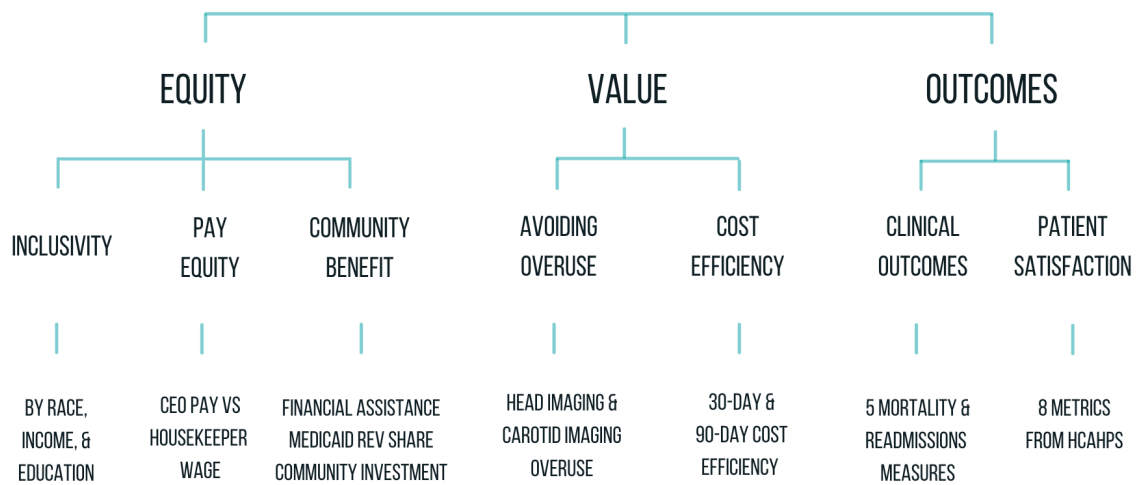 EQUITY
VALUE
OUTCOMES
INCLUSIVITY
PAY
EQUITY
COMMUNITY
BENEFIT
AVOIDING
OVERUSE
COST
EFFICIENCY
CLINICAL
OUTCOMES
PATIENT
SATISFACTION
BY RACE,
INCOME, &
EDUCATION
CEO PAY VS
HOUSEKEEPER
WAGE
FINANCIAL ASSISTANCE
MEDICAID REV SHARE
COMMUNITY INVESTMENT
HEAD IMAGING &
CAROTID IMAGING
OVERUSE
30-DAY &
90-DAY COST
EFFICIENCY
5 MORTALITY &
READMISSIONS
MEASURES
8 METRICS
FROM HCAHPS